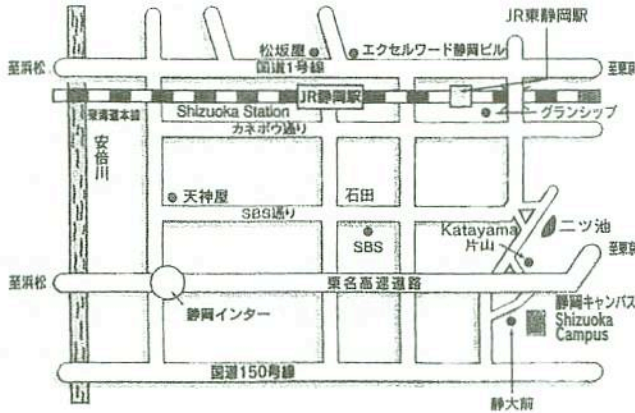 JR東静岡駅
松坂屋
エクセルワード静岡ビル
至浜松
国道1号線
至東京
JR静岡駅
東海道本線
Shizuoka Station
グランシップ
カネボウ通り
安倍川
天神屋
石田
SBS通り
SBS
Katayama
片山
二ツ池
至東京
至浜松
東名高速道路
静岡インター
静岡キャンパス
Shizuoka
Campus
国道150号線
静大前